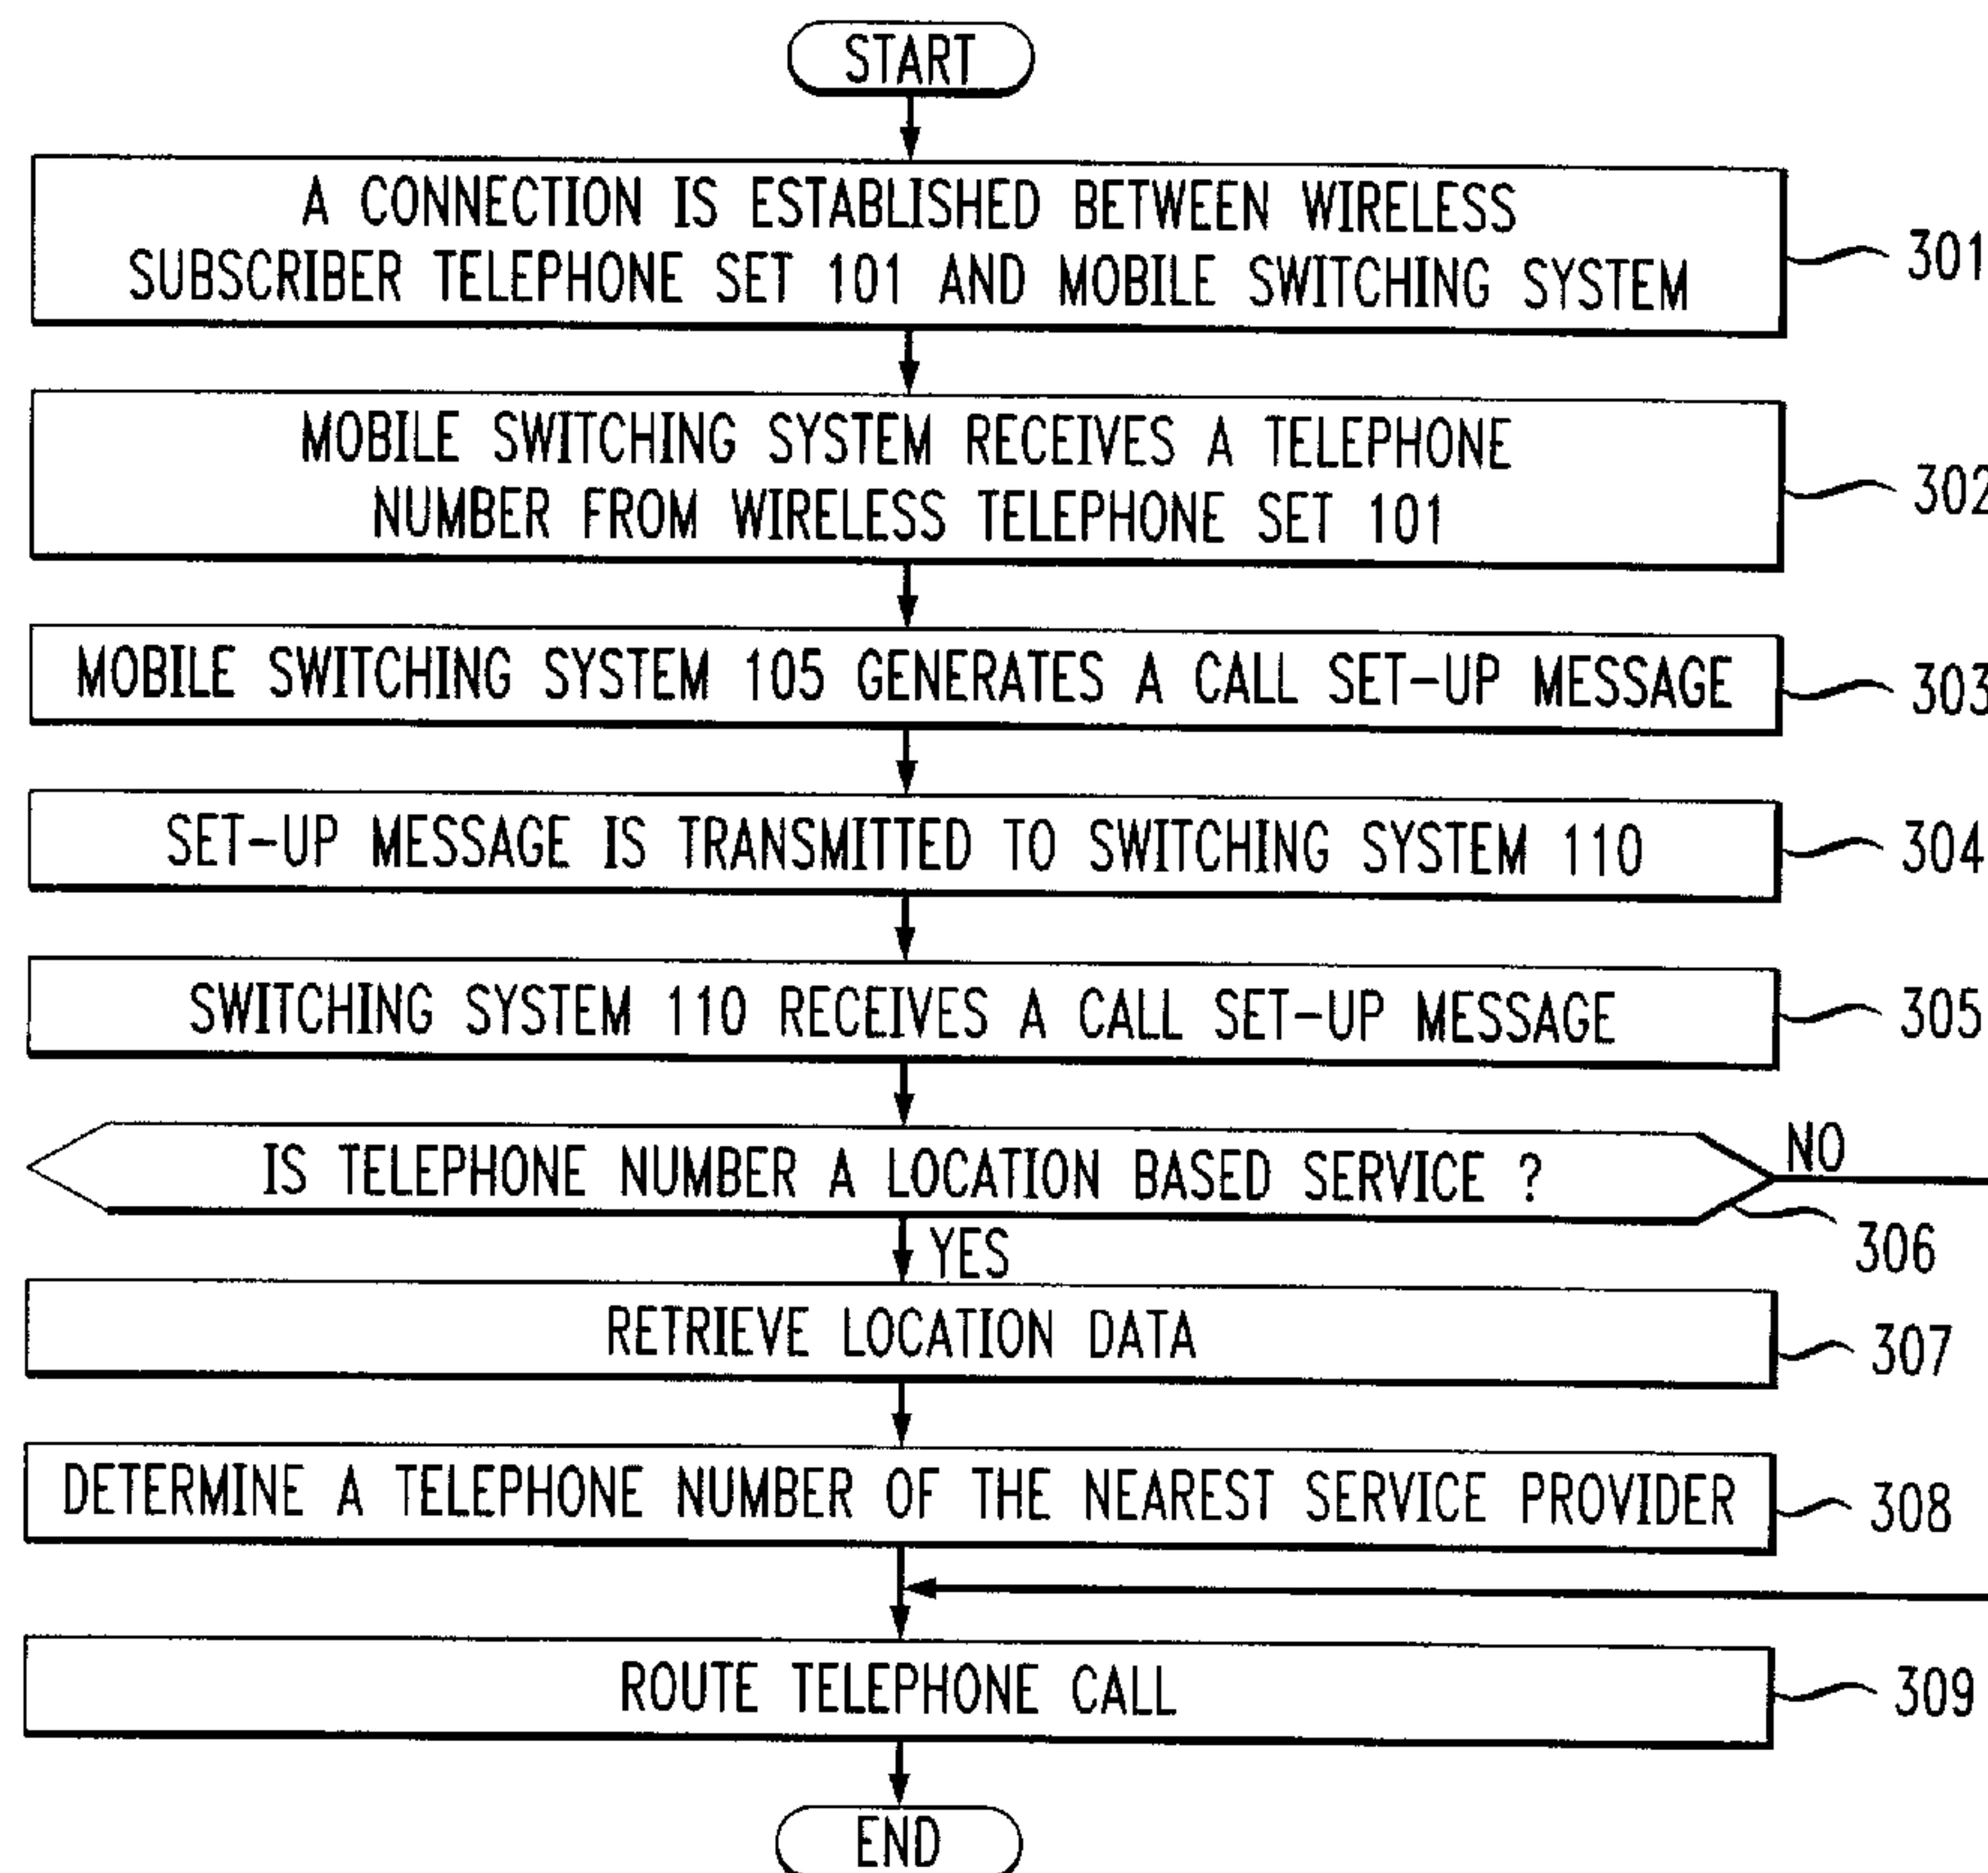 START
A CONNECTION IS ESTABLISHED BETWEEN WIRELESS
SUBSCRIBER TELEPHONE SET 101 AND MOBILE SWITCHING SYSTEM
301
MOBILE SWITCHING SYSTEM RECEIVES A TELEPHONE
NUMBER FROM WIRELESS TELEPHONE SET 101
302
MOBILE SWITCHING SYSTEM 105 GENERATES A CALL SET-UP MESSAGE
303
SET-UP MESSAGE IS TRANSMITTED TO SWITCHING SYSTEM 110
304
SWITCHING SYSTEM 110 RECEIVES A CALL SET-UP MESSAGE
305
IS TELEPHONE NUMBER A LOCATION BASED SERVICE ?
NO
306
YES
RETRIEVE LOCATION DATA
307
DETERMINE A TELEPHONE NUMBER OF THE NEAREST SERVICE PROVIDER
308
ROUTE TELEPHONE CALL
309
END